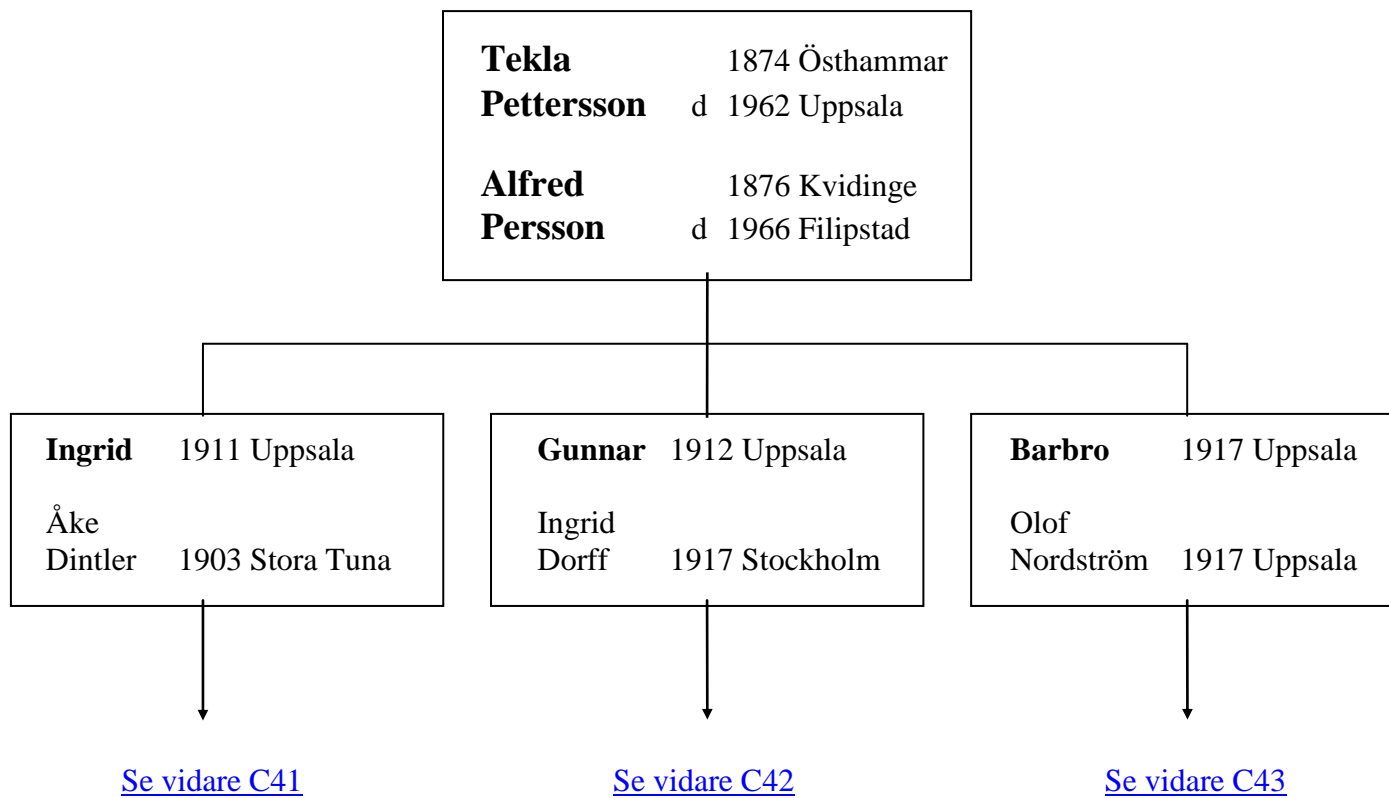 Tekla 1874 Östhammar
Pettersson d 1962 Uppsala
Alfred 1876 Kvidinge
Persson d 1966 Filipstad
Ingrid 1911 Uppsala
Åke
Dintler 1903 Stora Tuna
Gunnar 1912 Uppsala
Ingrid
Dorff 1917 Stockholm
Barbro 1917 Uppsala
Olof
Nordström 1917 Uppsala
Se vidare C41
Se vidare C42
Se vidare C43